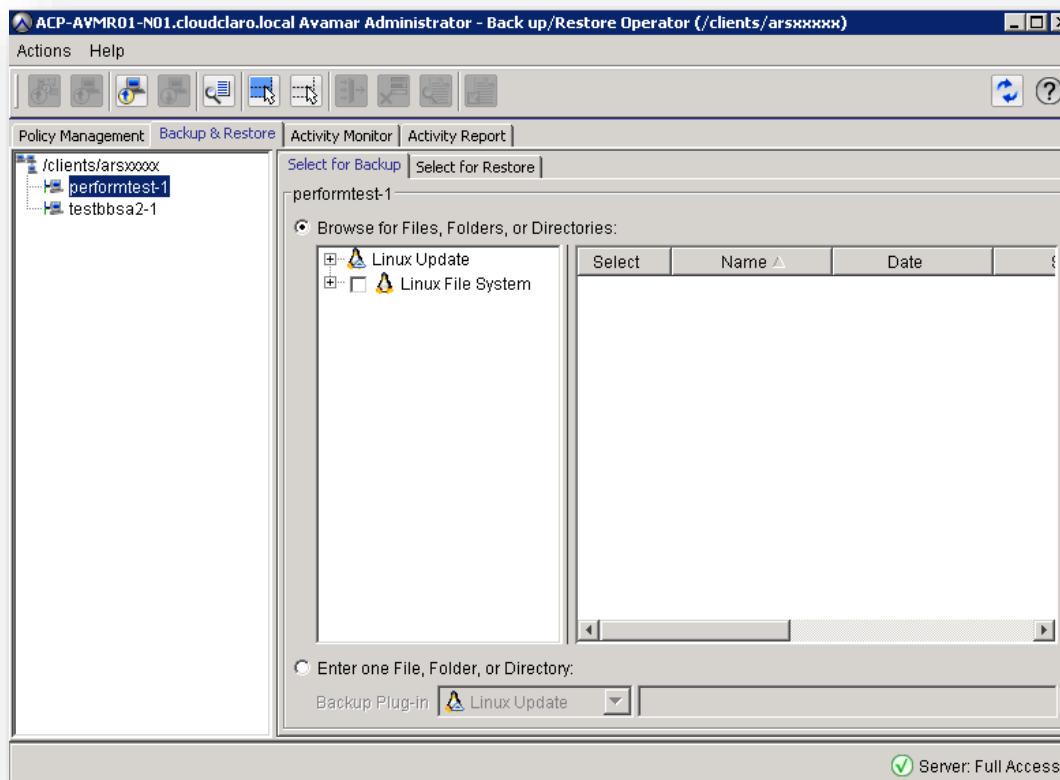 ACP-AVMR01-N01.cloudclaro.local Avamar Administrator - Back up/Restore Operator (/clients/arsxxxxx)
Actions Help
Policy Management Backup & Restore Activity Monitor Activity Report
/clients/arsxxxx
performtest-1
testbbsa2-1
Select for Backup Select for Restore
performtest-1
Browse for Files, Folders, or Directories:
Linux Update
Linux File System
Select Name Date
Enter one File, Folder, or Directory:
Backup Plug-in Linux Update
Server: Full Access